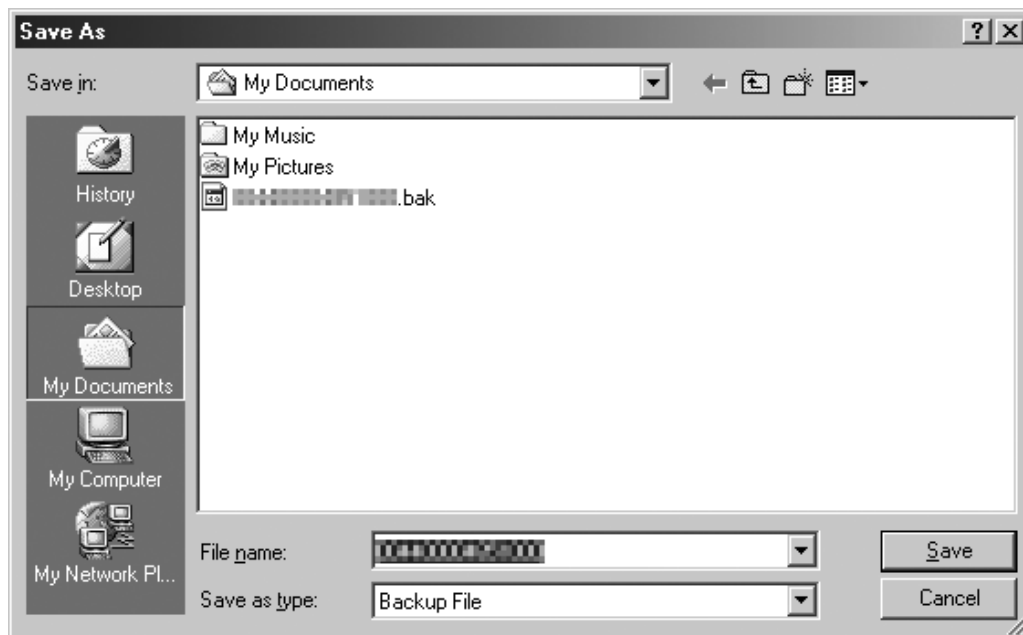 Save As
Save in:
My Documents
My Music
My Pictures
.bak
History
Desktop
My Documents
My Computer
My Network Pl...
File name:
Save
Save as type:
Backup File
Cancel